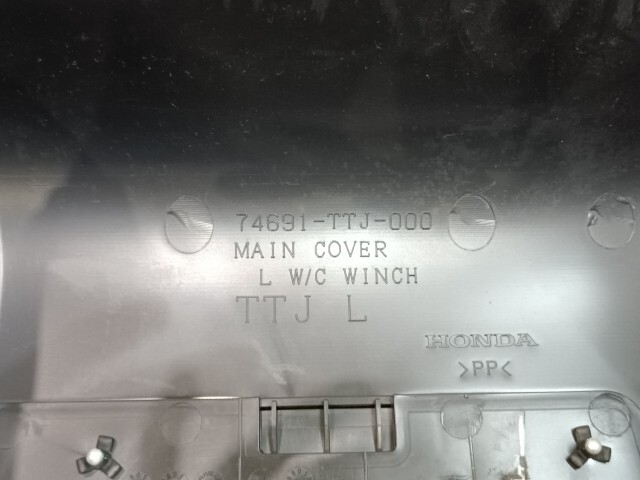 74691-TTJ-000
MAIN COVER
L W/C WINCH
TTJ L
HONDA
>PP<